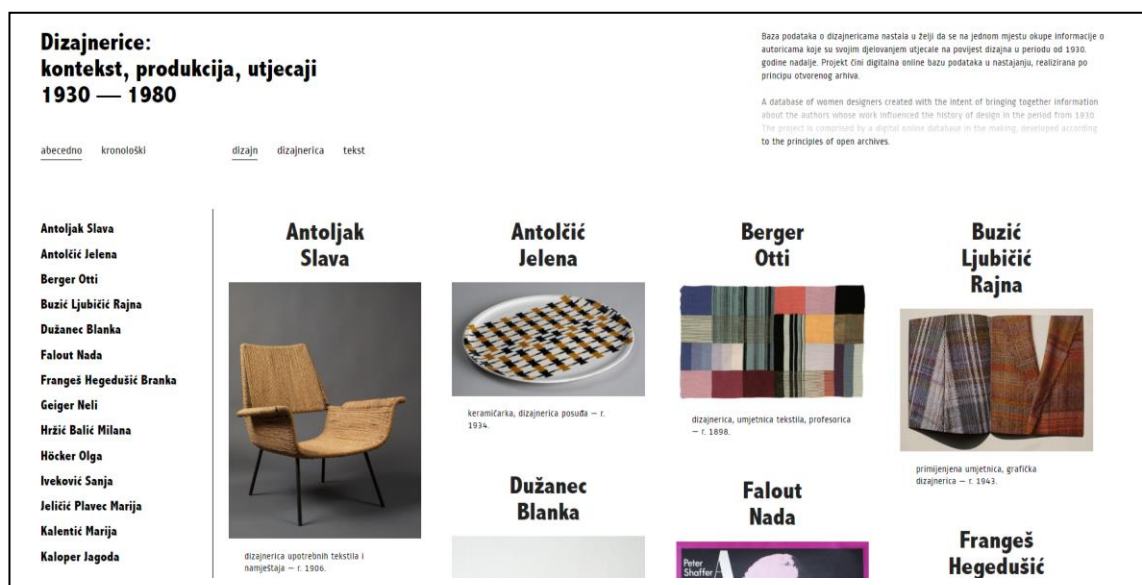 Dizajnerice:
kontekst, produkcija, utjecaji
1930 — 1980
Baza podataka o dizajnericama nastala u želji da se na jednom mjestu okupe informacije o
autoricama koje su svojim djelovanjem utjecale na povijest dizajna u periodu od 1930.
godine nadalje. Projekt čini digitalna online bazu podataka u nastajanju, realizirana po
principu otvorenog arhiva.
A database of women designers created with the intent of bringing together information
about the authors whose work influenced the history of design in the period from 1930
The project is comprised by a digital online database in the making, developed according
to the principles of open archives.
abecedno kronološki dizajn dizajnerica tekst
Antoljak Slava
Antolčić Jelena
Berger Otti
Buzić Ljubičić Rajna
Dužanec Blanka
Falout Nada
Frangeš Hegedušić Branka
Geiger Neli
Hržić Balić Milana
Höcker Olga
Iveković Sanja
Jeličić Plavec Marija
Kalentić Marija
Kaloper Jagoda
Antoljak
Slava
dizajnerica upotrebnih tekstila i
namještaja — r. 1906.
Antolčić
Jelena
keramičarka, dizajnerica posuđa — r.
1934.
Berger
Otti
dizajnerica, umjetnica tekstila, profesorica
— r. 1898.
Buzić
Ljubičić
Rajna
primijenjena umjetnica, grafička
dizajnerica — r. 1943.
Dužanec
Blanka
Falout
Nada
Peter
Shaffer
Frangeš
Hegedušić